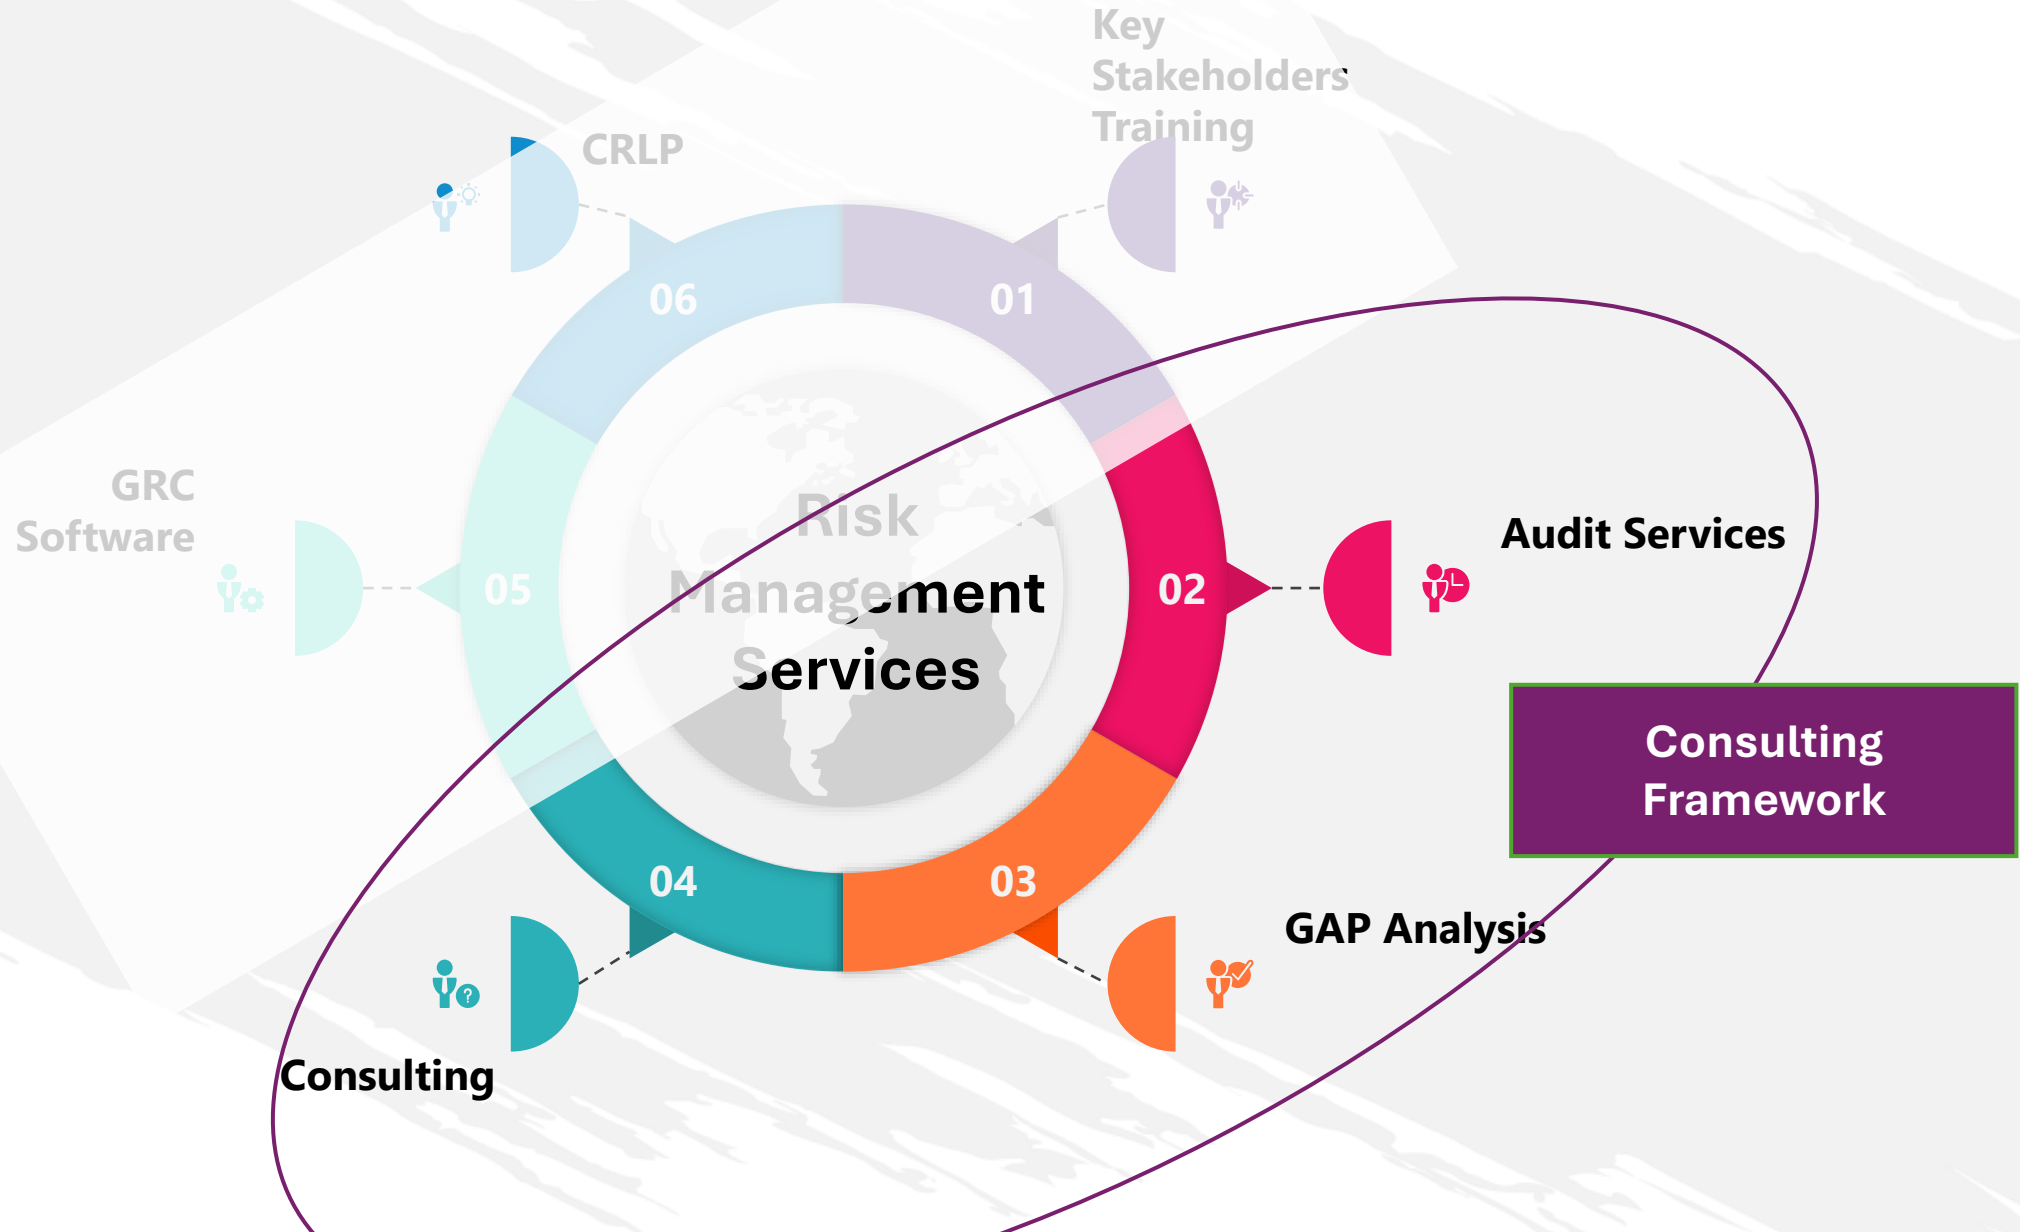 Key
Stakeholders
Training
CRLP
06
01
GRC
Software
Risk
Management
Services
05
02
Audit Services
Consulting
Framework
04
03
GAP Analysis
?
Consulting